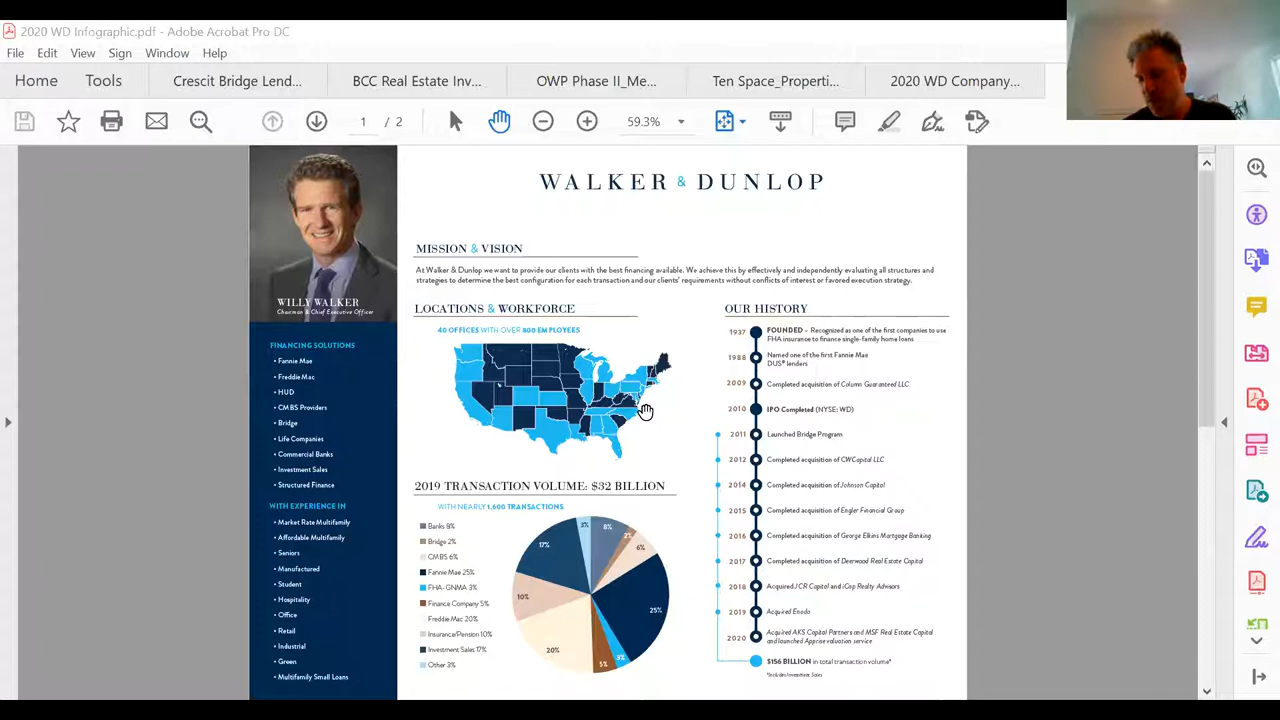 2020 WD Infographic.pdf - Adobe Acrobat Pro DC
File Edit View Sign Window Help
Home Tools Crescit Bridge Lend... BCC Real Estate Inv... OWP Phase II_Me... Ten Space_Properti... 2020 WD Company...
1 / 2 59.3%
WALKER & DUNLOP
WILLY WALKER
Chairman & Chief Executive Officer
FINANCING SOLUTIONS
• Fannie Mae
• Freddie Mac
• HUD
• CMBS Providers
• Bridge
• Life Companies
• Commercial Banks
• Investment Sales
• Structured Finance
WITH EXPERIENCE IN
• Market Rate Multifamily
• Affordable Multifamily
• Seniors
• Manufactured
• Student
• Hospitality
• Office
• Retail
• Industrial
• Green
• Multifamily Small Loans
MISSION & VISION
At Walker & Dunlop we want to provide our clients with the best financing available. We achieve this by effectively and independently evaluating all structures and
strategies to determine the best configuration for each transaction and our clients' requirements without conflicts of interest or favored execution strategy.
LOCATIONS & WORKFORCE
40 OFFICES WITH OVER 800 EMPLOYEES
2019 TRANSACTION VOLUME: $32 BILLION
WITH NEARLY 1,600 TRANSACTIONS
Banks 8%
Bridge 2%
CMBS 6%
Fannie Mae 25%
FHA-GNMA 3%
Finance Company 5%
Freddie Mac 20%
Insurance/Pension 10%
Investment Sales 17%
Other 3%
3%
8%
2%
6%
17%
25%
10%
20%
5%
3%
OUR HISTORY
1937 FOUNDED - Recognized as one of the first companies to use
FHA insurance to finance single-family home loans
1988 Named one of the first Fannie Mae
DUS® lenders
2009 Completed acquisition of Column Guaranteed LLC
2010 IPO Completed (NYSE: WD)
2011 Launched Bridge Program
2012 Completed acquisition of CWCapital LLC
2014 Completed acquisition of Johnson Capital
2015 Completed acquisition of Engler Financial Group
2016 Completed acquisition of George Elkins Mortgage Banking
2017 Completed acquisition of Deerwood Real Estate Capital
2018 Acquired JCR Capital and iCap Realty Advisors
2019 Acquired Enodo
2020 Acquired AKS Capital Partners and MSF Real Estate Capital
and launched Apprise valuation service
$156 BILLION in total transaction volume*
*Includes Investment Sales